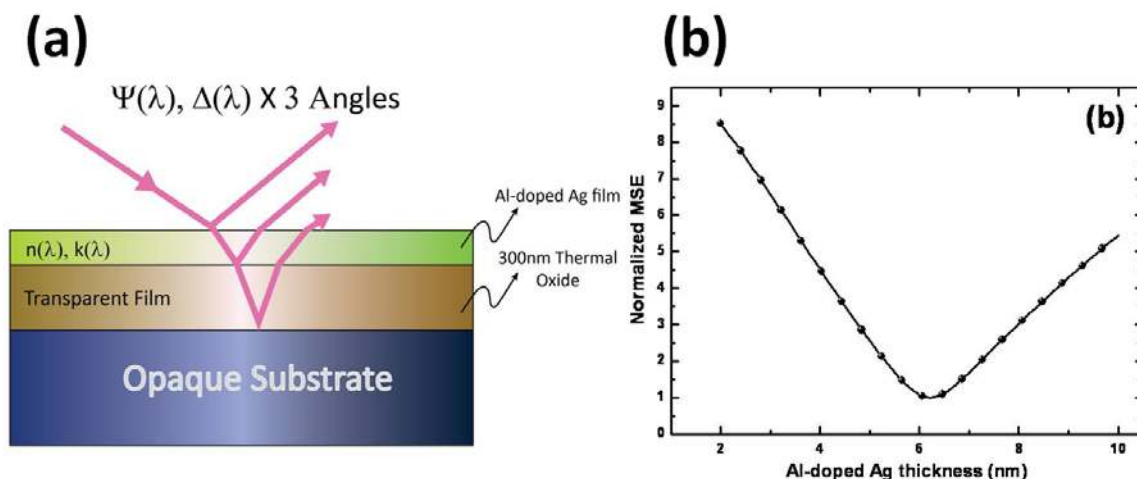 (a)
Ψ(λ), Δ(λ) X 3 Angles
Al-doped Ag film
n(λ), k(λ)
300nm Thermal
Oxide
Transparent Film
Opaque Substrate
(b)
(b)
9
8
7
6
5
4
3
2
1
0
Normalized MSE
2
4
6
8
10
Al-doped Ag thickness (nm)